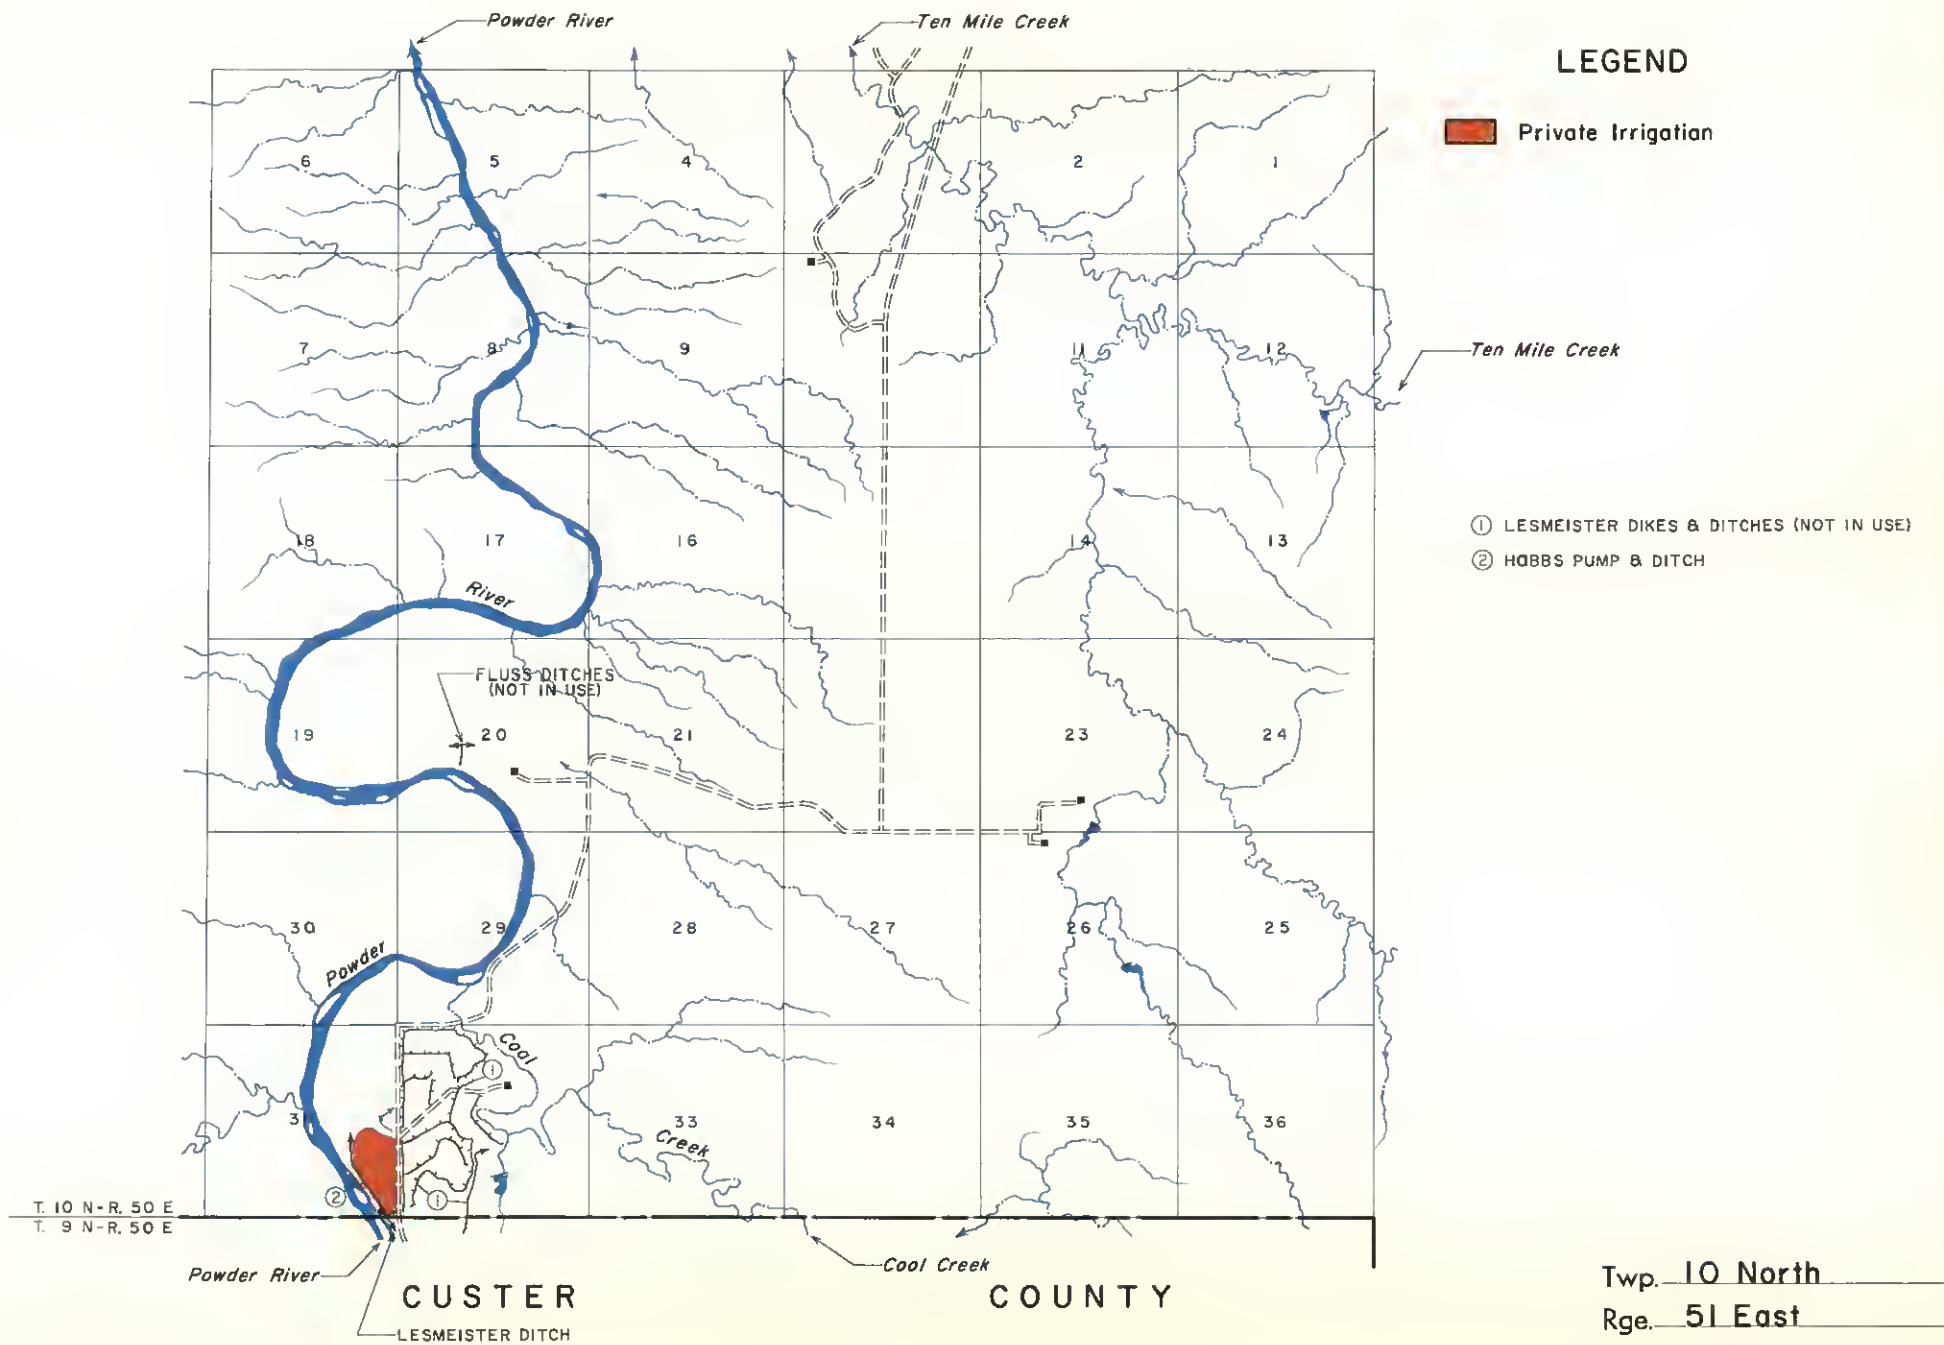 Powder River
Ten Mile Creek
LEGEND
Private Irrigation
6
5
4
2
1
7
8
9
11
12
Ten Mile Creek
18
17
16
14
13
① LESMEISTER DIKES & DITCHES (NOT IN USE)
② HOBBS PUMP & DITCH
River
FLUSS DITCHES
(NOT IN USE)
19
20
21
23
24
30
29
28
27
26
25
Powder
Cool
①
31
33
34
35
36
Creek
②
①
T. 10 N-R. 50 E
T. 9 N-R. 50 E
Powder River
Cool Creek
CUSTER COUNTY
LESMEISTER DITCH
Twp. 10 North
Rge. 51 East